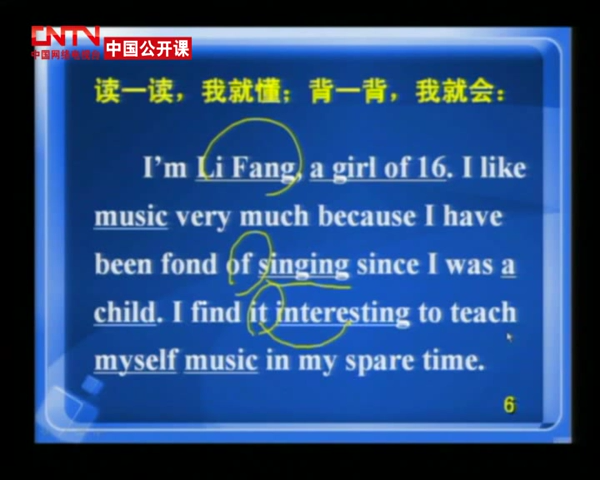 CNTN
中国网络电视台
中国公开课
读一读，我就懂；背一背，我就会：
I'm Li Fang, a girl of 16. I like
music very much because I have
been fond of singing since I was a
child. I find it interesting to teach
myself music in my spare time.
6